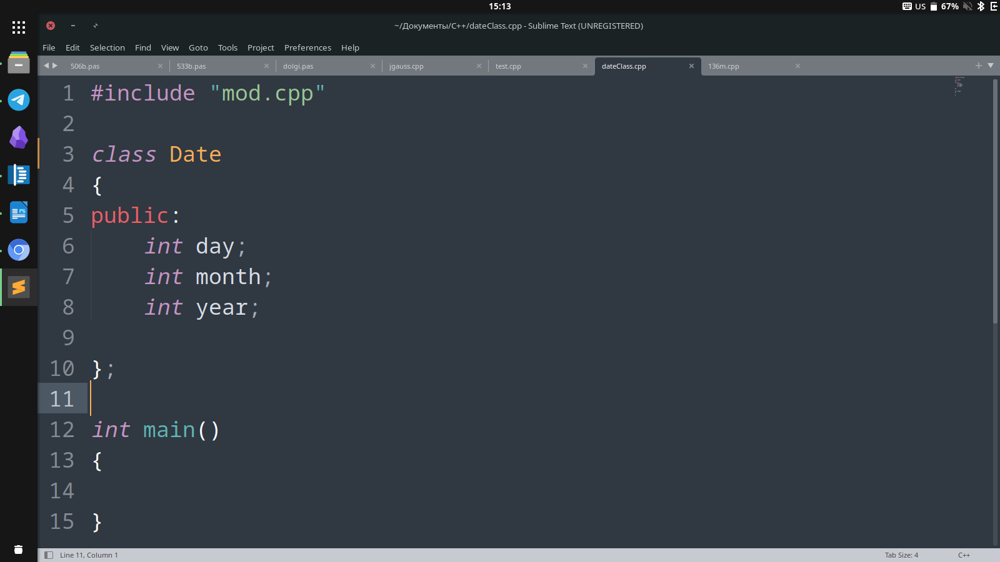 15:13
US 67%
~/Документы/C++/dateClass.cpp - Sublime Text (UNREGISTERED)
File Edit Selection Find View Goto Tools Project Preferences Help
506b.pas 533b.pas dolgi.pas jgauss.cpp test.cpp dateClass.cpp 136m.cpp
1 #include "mod.cpp"
2
3 class Date
4 {
5 public:
6 int day;
7 int month;
8 int year;
9
10 };
11
12 int main()
13 {
14
15 }
Line 11, Column 1 Tab Size: 4 C++